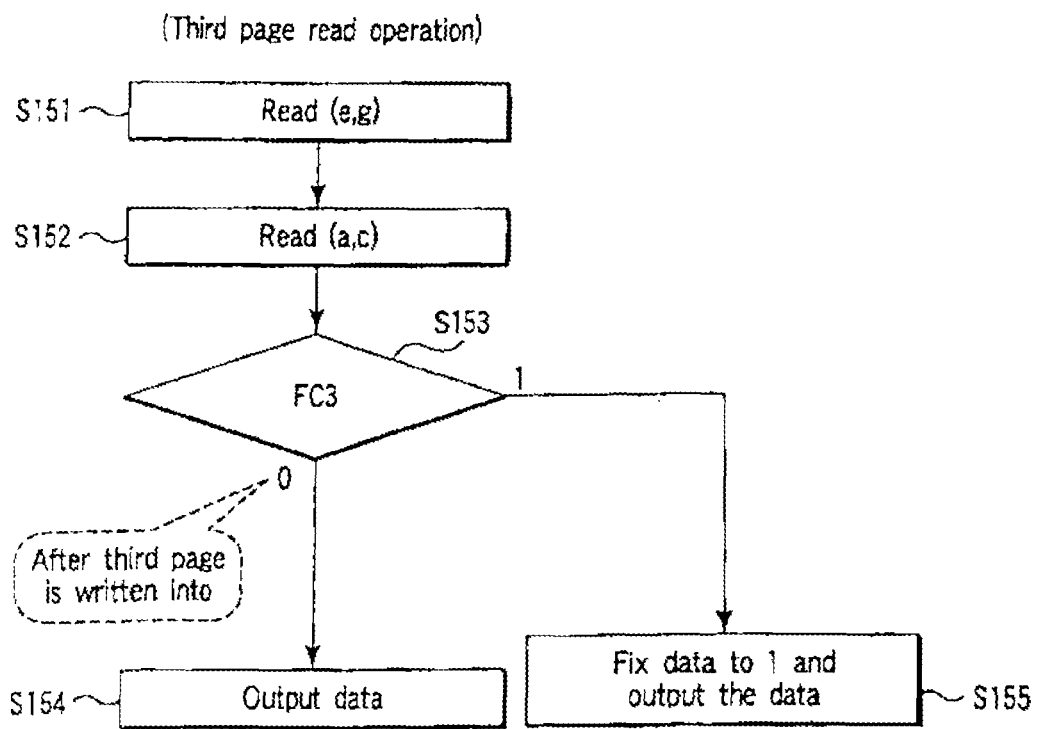 (Third page read operation)
S151
Read (e,g)
S152
Read (a,c)
S153
FC3
1
0
After third page
is written into
S154
Output data
Fix data to 1 and
output the data
S155